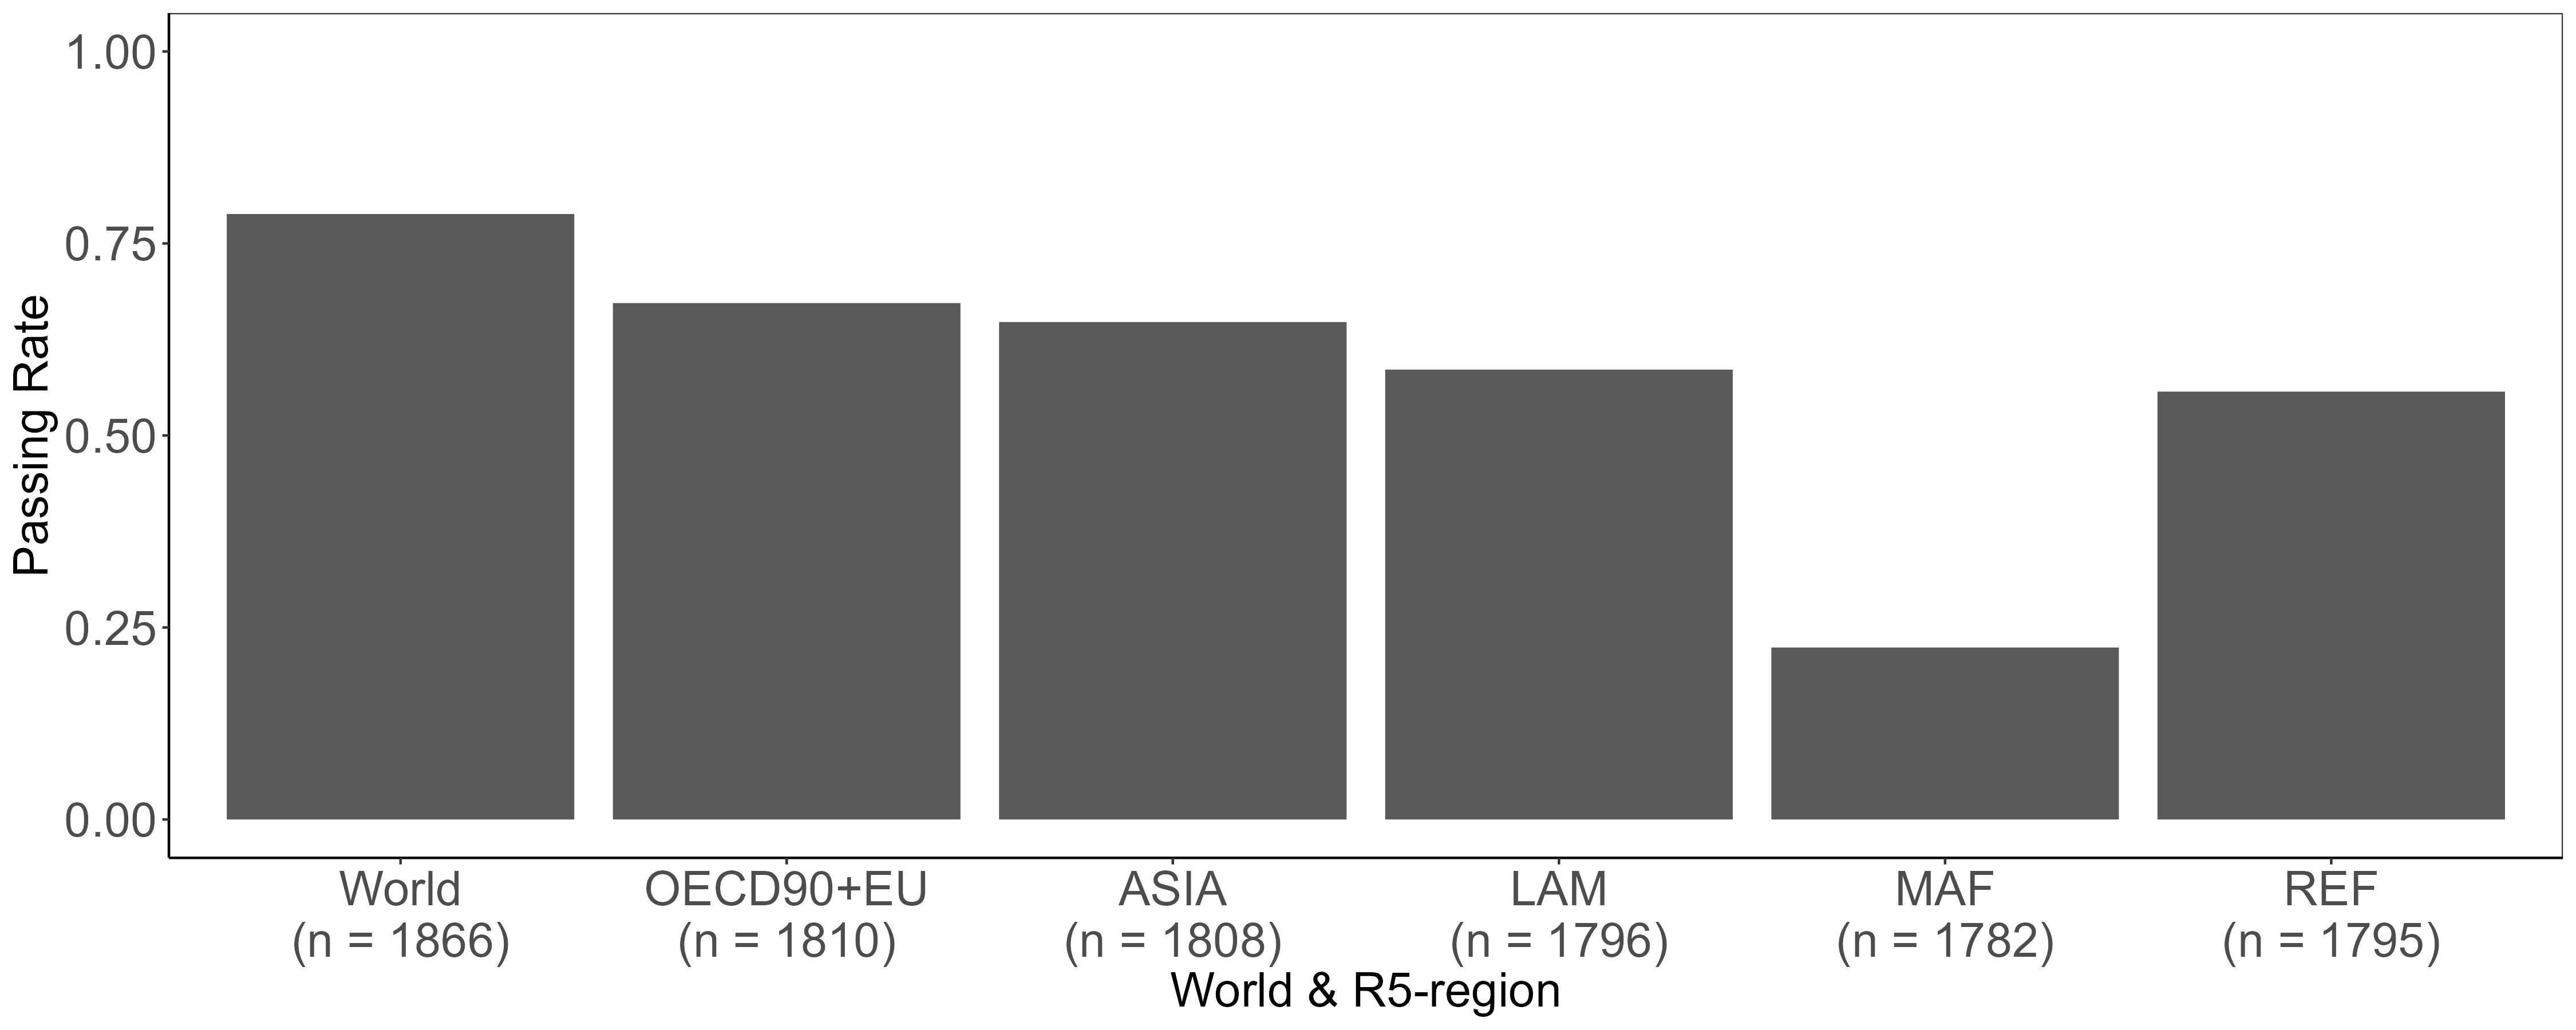 Passing Rate
1.00
0.75
0.50
0.25
0.00
World
(n = 1866)
OECD90+EU
(n = 1810)
ASIA
(n = 1808)
LAM
(n = 1796)
MAF
(n = 1782)
REF
(n = 1795)
World & R5-region